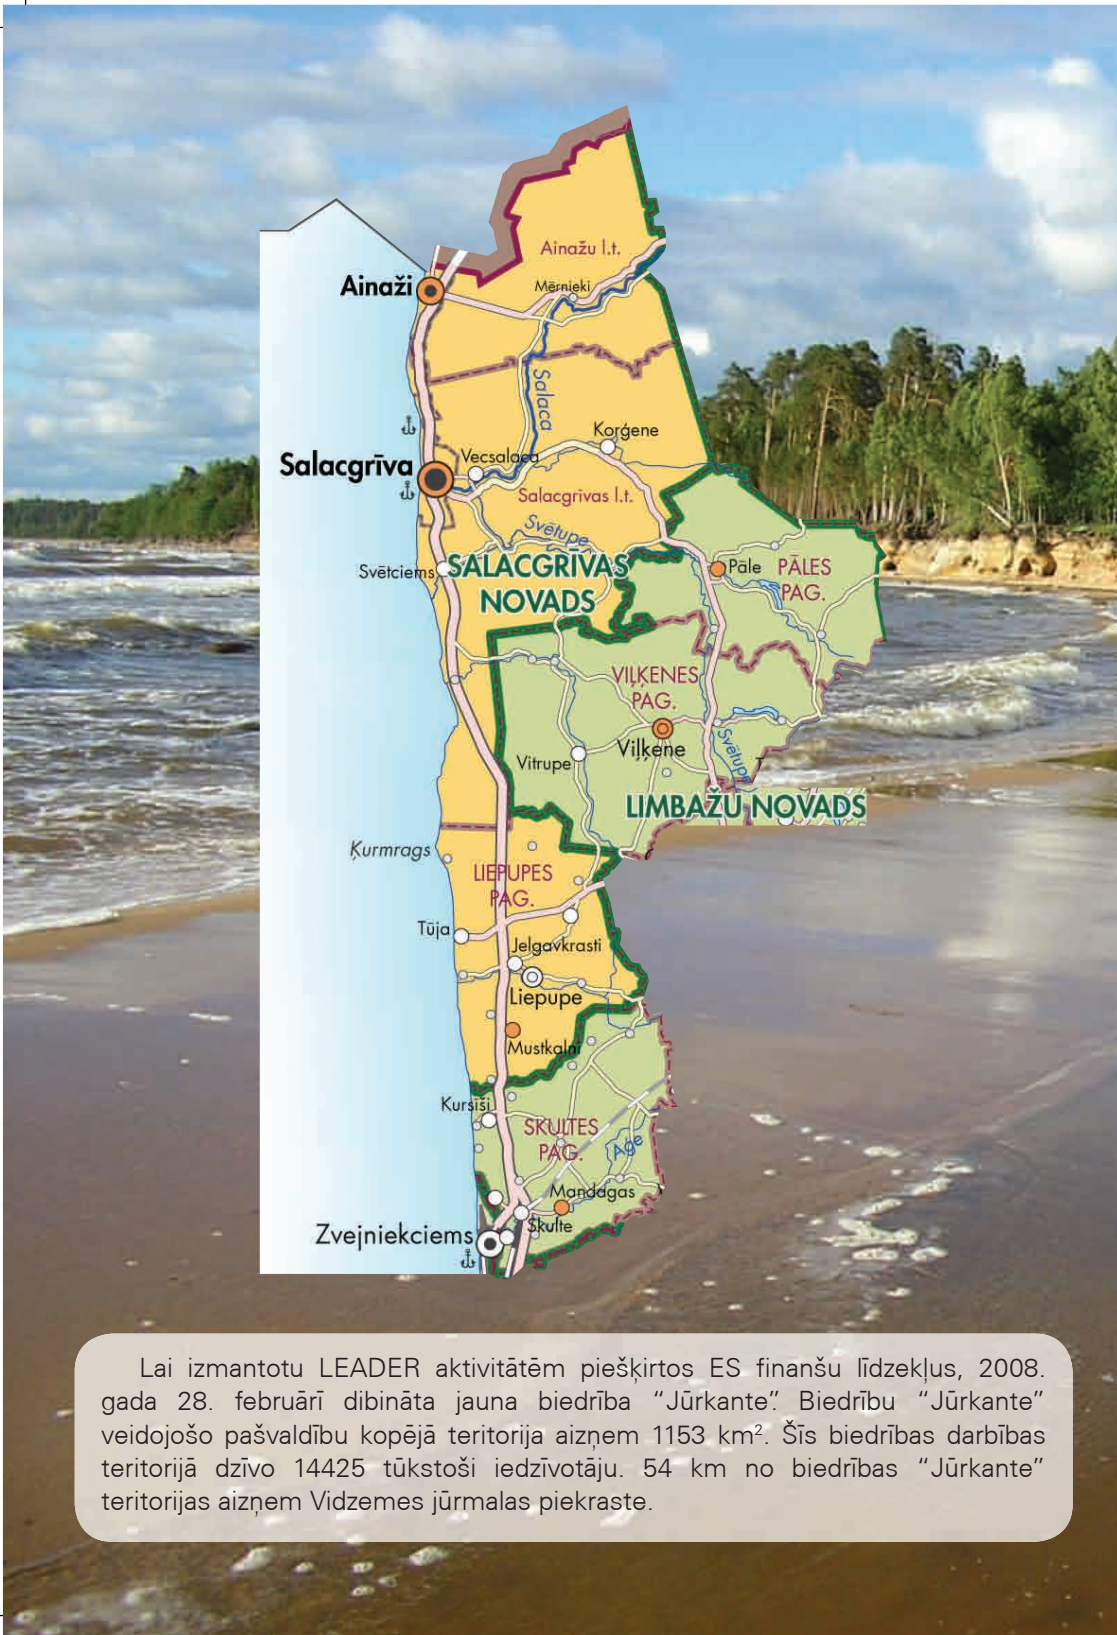 Ainažu l.t.
Ainaži
Mērnieki
Salaca
Korģene
Vecsalaca
Salacgrīva
Salacgrīvas l.t.
Svētupe
Svētciems
SALACGRĪVAS
NOVADS
Pāle
PĀLES
PAG.
VIĻĶENES
PAG.
Viļķene
Vitrupe
Svētupe
LIMBAŽU NOVADS
Ķurmrags
LIEPUPES
PAG.
Tūja
Jelgavkrasti
Liepupe
Mustkalni
Kursiši
SKULTES
PAG.
Aģe
Mandagas
Skulte
Zvejniekciems
Lai izmantotu LEADER aktivitātēm piešķirtos ES finanšu līdzekļus, 2008.
gada 28. februārī dibināta jauna biedrība “Jūrkante”. Biedrību “Jūrkante”
veidojošo pašvaldību kopējā teritorija aizņem 1153 km². Šīs biedrības darbības
teritorijā dzīvo 14425 tūkstoši iedzīvotāju. 54 km no biedrības “Jūrkante”
teritorijas aizņem Vidzemes jūrmalas piekraste.